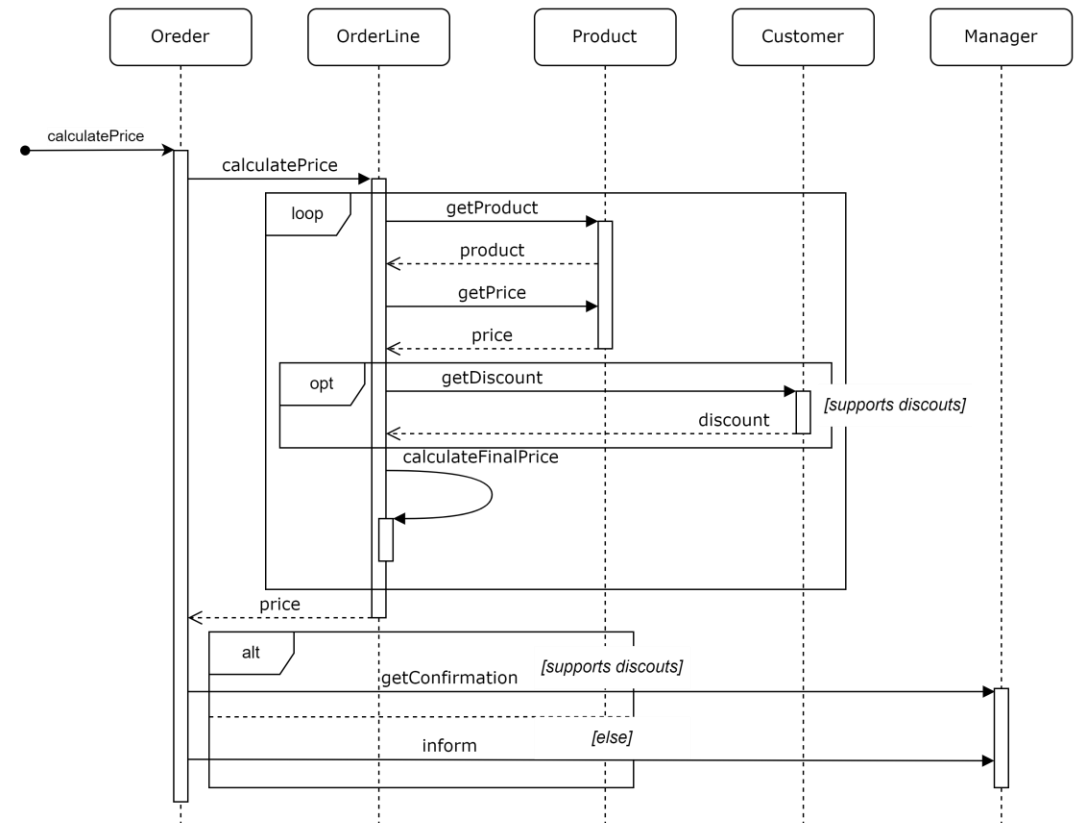 Oreder
OrderLine
Product
Customer
Manager
calculatePrice
calculatePrice
loop
getProduct
product
getPrice
price
opt
getDiscount
[supports discouts]
discount
calculateFinalPrice
price
alt
[supports discouts]
getConfirmation
[else]
inform